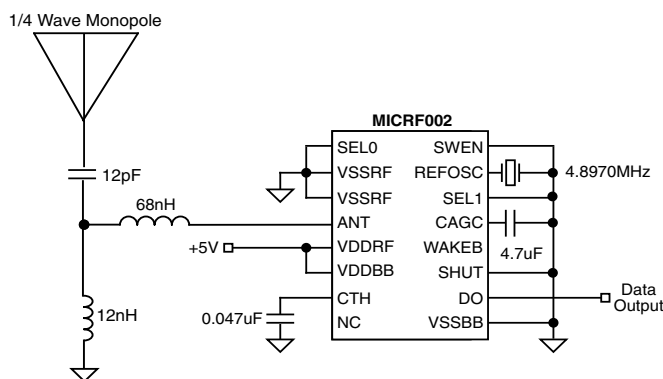 1/4 Wave Monopole
12pF
68nH
+5V
12nH
0.047uF
MICRF002
SEL0
VSSRF
VSSRF
ANT
VDDRF
VDDBB
CTH
NC
SWEN
REFOSC
SEL1
CAGC
WAKEB
SHUT
DO
VSSBB
4.8970MHz
4.7uF
Data
Output